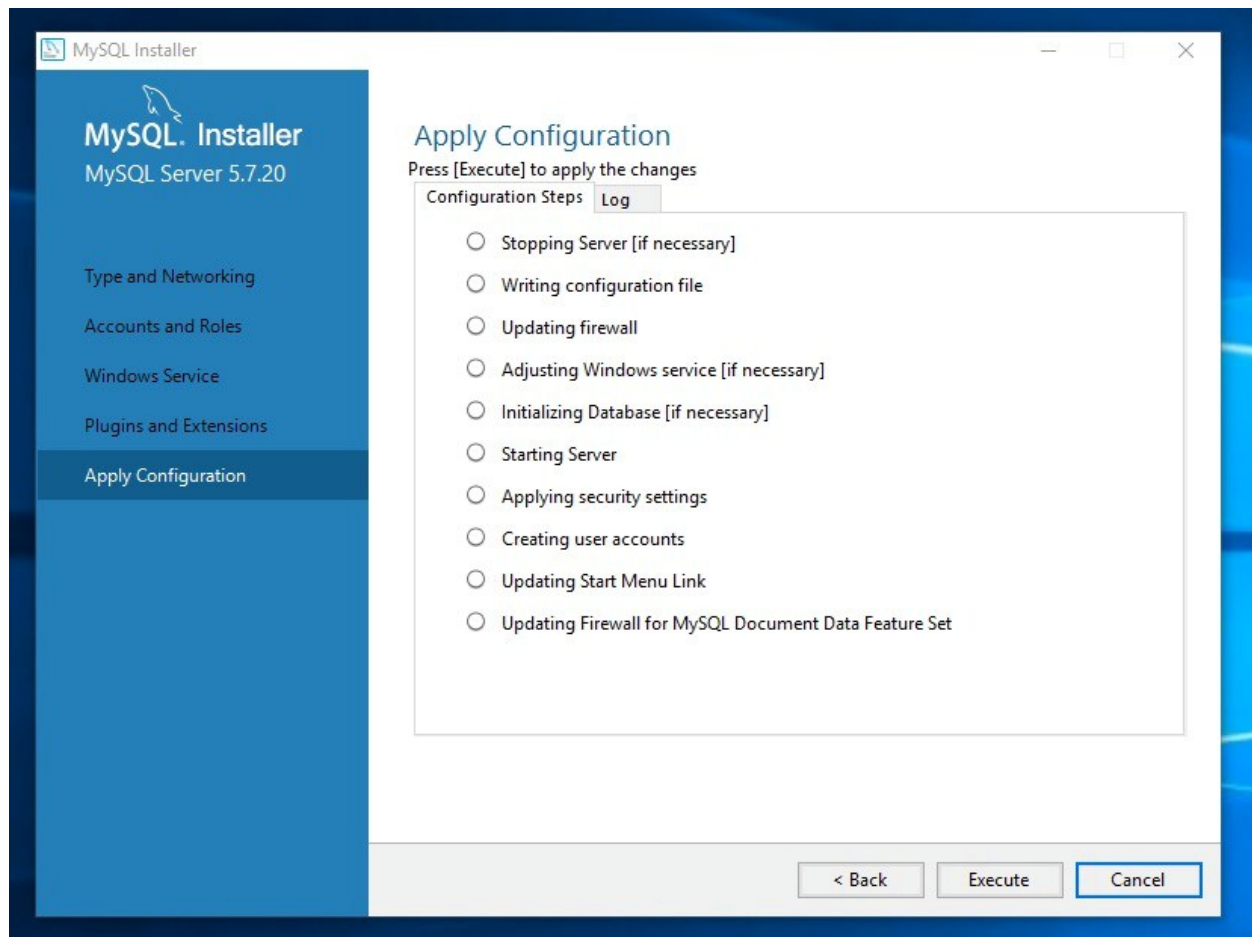 MySQL Installer
MySQL. Installer
MySQL Server 5.7.20
Type and Networking
Accounts and Roles
Windows Service
Plugins and Extensions
Apply Configuration
Apply Configuration
Press [Execute] to apply the changes
Configuration Steps Log
Stopping Server [if necessary]
Writing configuration file
Updating firewall
Adjusting Windows service [if necessary]
Initializing Database [if necessary]
Starting Server
Applying security settings
Creating user accounts
Updating Start Menu Link
Updating Firewall for MySQL Document Data Feature Set
< Back Execute Cancel